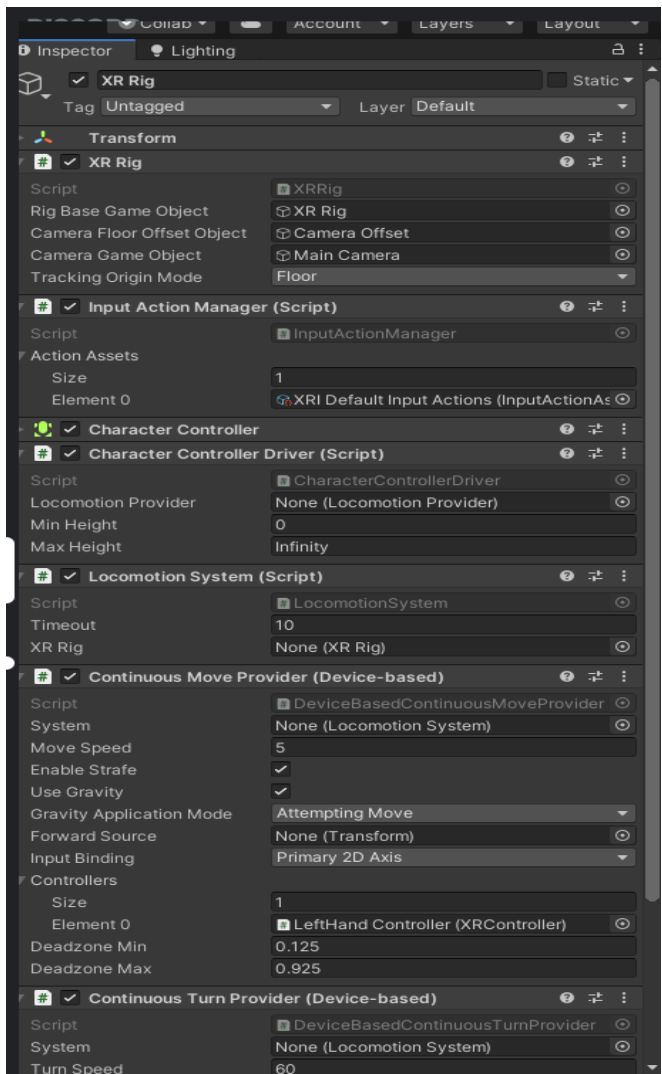 Collab Account Layers Layout
Inspector Lighting
XR Rig Static
Tag Untagged Layer Default
Transform
# XR Rig
Script # XRRig
Rig Base Game Object XR Rig
Camera Floor Offset Object Camera Offset
Camera Game Object Main Camera
Tracking Origin Mode Floor
# Input Action Manager (Script)
Script # InputActionManager
Action Assets
Size 1
Element 0 XRI Default Input Actions (InputActionAs
Character Controller
# Character Controller Driver (Script)
Script # CharacterControllerDriver
Locomotion Provider None (Locomotion Provider)
Min Height 0
Max Height Infinity
# Locomotion System (Script)
Script # LocomotionSystem
Timeout 10
XR Rig None (XR Rig)
# Continuous Move Provider (Device-based)
Script # DeviceBasedContinuousMoveProvider
System None (Locomotion System)
Move Speed 5
Enable Strafe
Use Gravity
Gravity Application Mode Attempting Move
Forward Source None (Transform)
Input Binding Primary 2D Axis
Controllers
Size 1
Element 0 # LeftHand Controller (XRController)
Deadzone Min 0.125
Deadzone Max 0.925
# Continuous Turn Provider (Device-based)
Script # DeviceBasedContinuousTurnProvider
System None (Locomotion System)
Turn Speed 60